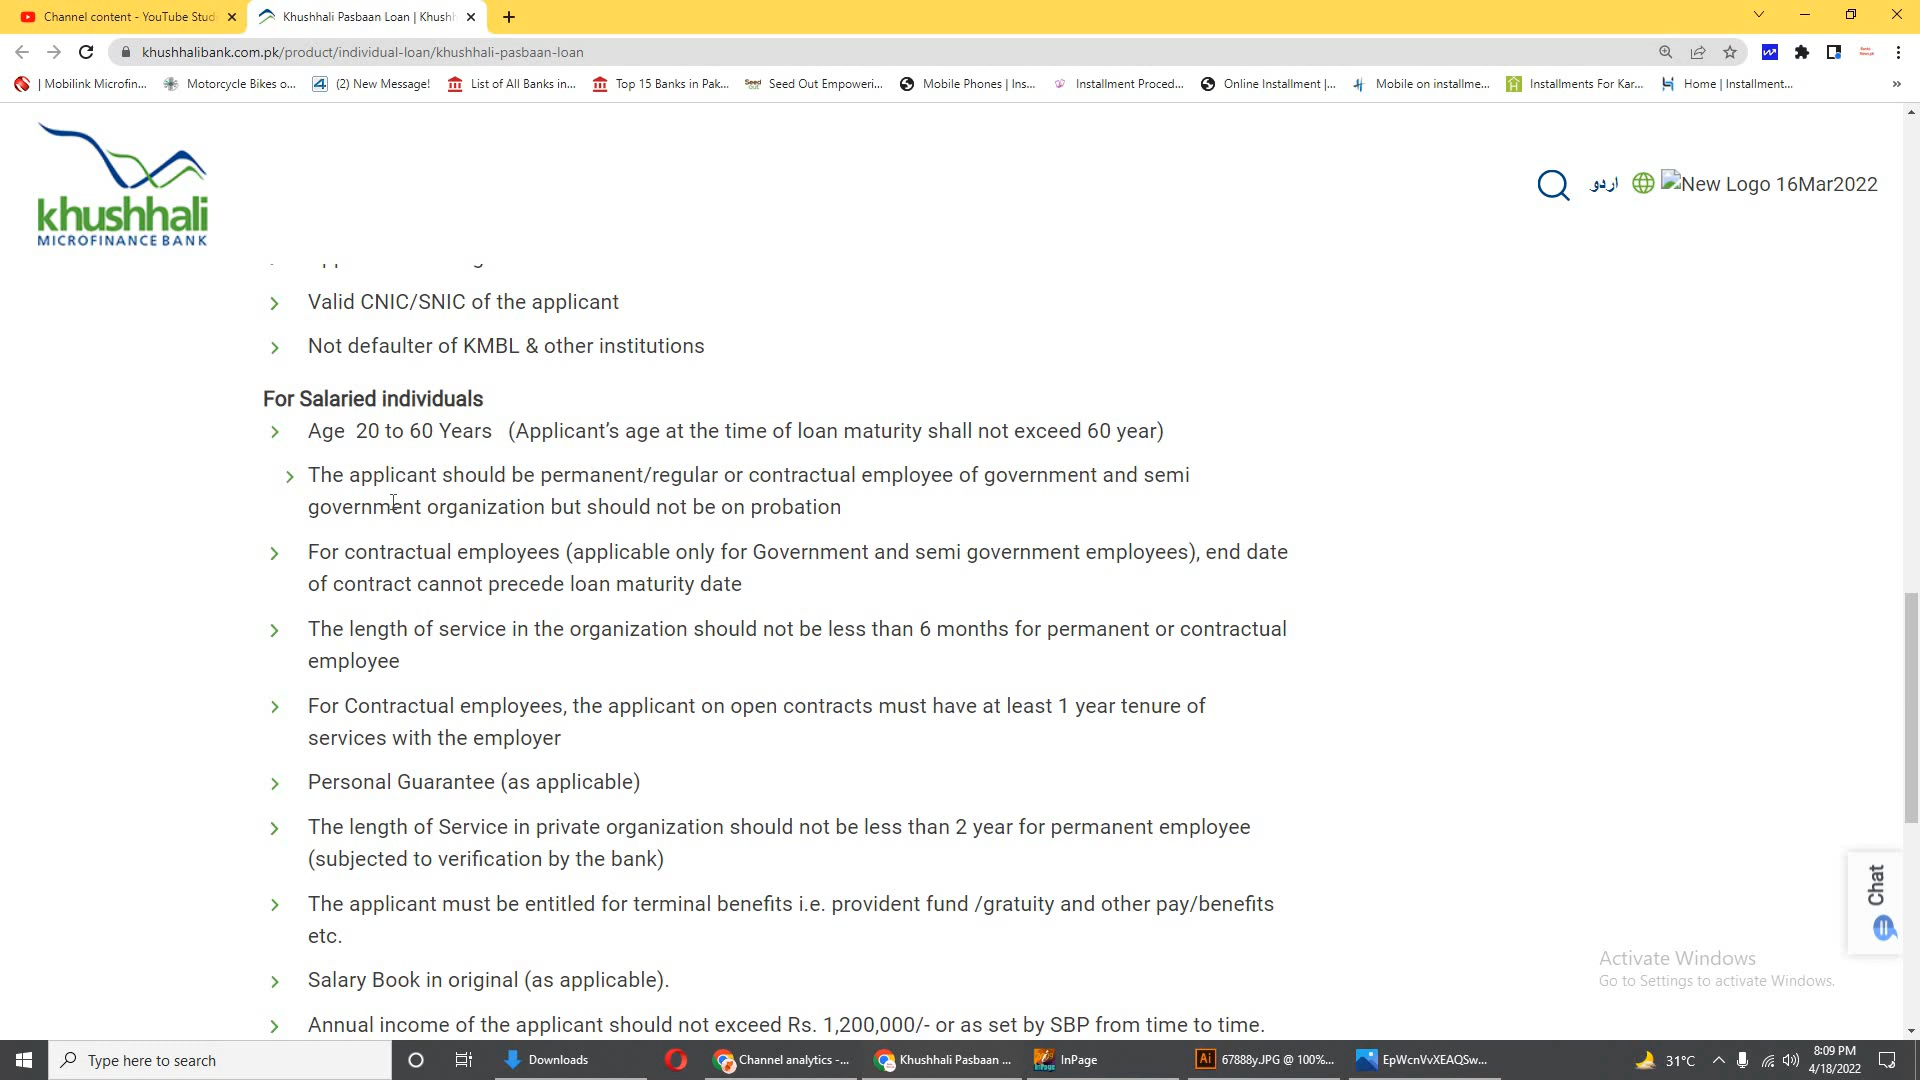 Channel content - YouTube Stud
Khushhali Pasbaan Loan | Khushh
khushhalibank.com.pk/product/individual-loan/khushhali-pasbaan-loan
| Mobilink Microfin...
Motorcycle Bikes o...
(2) New Message!
List of All Banks in...
Top 15 Banks in Pak...
Seed Out Empoweri...
Mobile Phones | Ins...
Installment Proced...
Online Installment |...
Mobile on installme...
Installments For Kar...
Home | Installment...
khushhali
MICROFINANCE BANK
اردو
New Logo 16Mar2022
Valid CNIC/SNIC of the applicant
Not defaulter of KMBL & other institutions
For Salaried individuals
Age 20 to 60 Years (Applicant’s age at the time of loan maturity shall not exceed 60 year)
The applicant should be permanent/regular or contractual employee of government and semi
government organization but should not be on probation
For contractual employees (applicable only for Government and semi government employees), end date
of contract cannot precede loan maturity date
The length of service in the organization should not be less than 6 months for permanent or contractual
employee
For Contractual employees, the applicant on open contracts must have at least 1 year tenure of
services with the employer
Personal Guarantee (as applicable)
The length of Service in private organization should not be less than 2 year for permanent employee
(subjected to verification by the bank)
The applicant must be entitled for terminal benefits i.e. provident fund /gratuity and other pay/benefits
etc.
Salary Book in original (as applicable).
Annual income of the applicant should not exceed Rs. 1,200,000/- or as set by SBP from time to time.
Chat
Activate Windows
Go to Settings to activate Windows.
Type here to search
Downloads
Channel analytics -...
Khushhali Pasbaan ...
InPage
Ai
67888y.JPG @ 100%...
EpWcnVvXEAQSw...
31°C
8:09 PM
4/18/2022